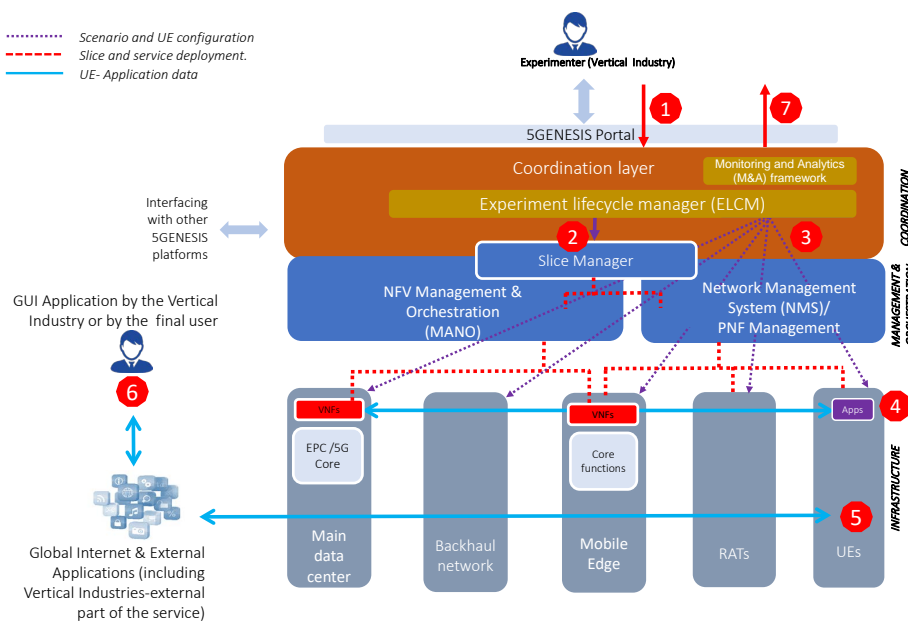 Scenario and UE configuration
Slice and service deployment.
UE- Application data
Experimenter (Vertical Industry)
1
7
5GENESIS Portal
Coordination layer
Monitoring and Analytics
(M&A) framework
Experiment lifecycle manager (ELCM)
COORDINATION
Interfacing
with other
5GENESIS
platforms
2
3
Slice Manager
NFV Management &
Orchestration
(MANO)
Network Management
System (NMS)/
PNF Management
MANAGEMENT &
GUI Application by the Vertical
Industry or by the final user
6
VNFs
VNFs
Apps
4
EPC /5G
Core
Core
functions
INFRASTRUCTURE
5
Main
data
center
Backhaul
network
Mobile
Edge
RATs
UEs
Global Internet & External
Applications (including
Vertical Industries-external
part of the service)